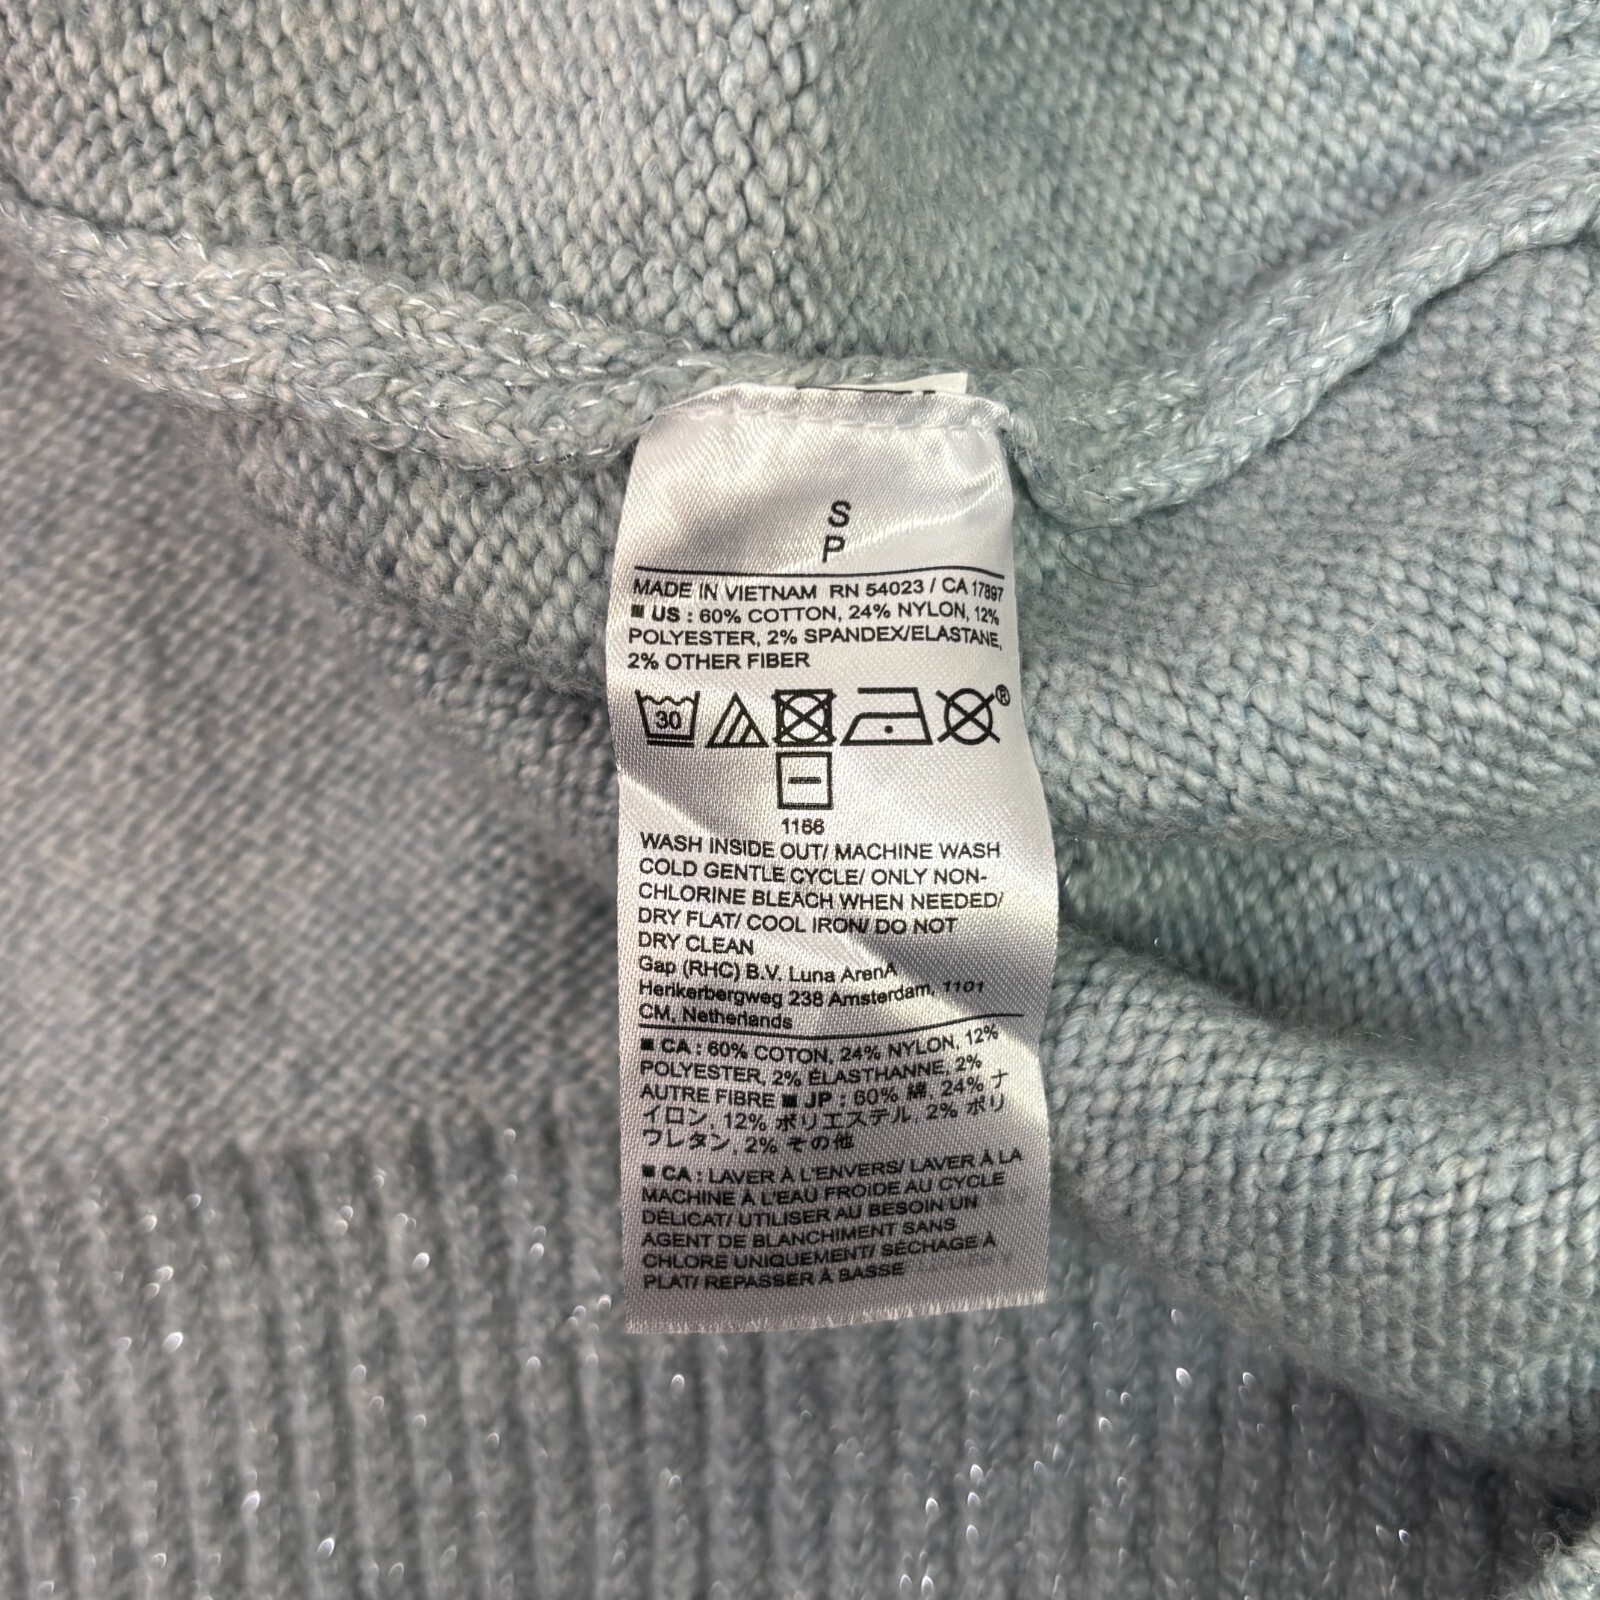 S
P
MADE IN VIETNAM RN 54023 / CA 17897
■ US : 60% COTTON, 24% NYLON, 12%
POLYESTER, 2% SPANDEX/ELASTANE,
2% OTHER FIBER
30
®
1166
WASH INSIDE OUT/ MACHINE WASH
COLD GENTLE CYCLE/ ONLY NON-
CHLORINE BLEACH WHEN NEEDED/
DRY FLAT/ COOL IRON/ DO NOT
DRY CLEAN
Gap (RHC) B.V. Luna ArenA
Herikerbergweg 238 Amsterdam, 1101
CM, Netherlands
■ CA : 60% COTON, 24% NYLON, 12%
POLYESTER, 2% ÉLASTHANNE, 2%
AUTRE FIBRE ■ JP : 60% 綿, 24% ナ
イロン, 12% ポリエステル, 2% ポリ
ウレタン, 2% その他
■ CA : LAVER À L'ENVERS/ LAVER À LA
MACHINE À L'EAU FROIDE AU CYCLE
DÉLICAT/ UTILISER AU BESOIN UN
AGENT DE BLANCHIMENT SANS
CHLORE UNIQUEMENT/ SÉCHAGE À
PLAT/ REPASSER À BASSE